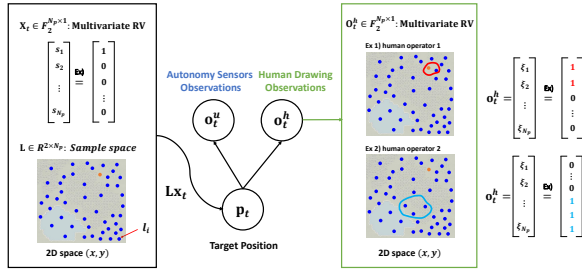 X_t ∈ F_2^{N_p×1}: Multivariate RV
s_1
s_2
⋮
s_{N_p}
Ex)
=
1
0
0
⋮
0
L ∈ R^{2×N_p}: Sample space
l_i
2D space (x, y)
Autonomy Sensors
Observations
Human Drawing
Observations
o_t^u
o_t^h
Lx_t
p_t
Target Position
O_t^h ∈ F_2^{N_p×1}: Multivariate RV
Ex 1) human operator 1
Ex 2) human operator 2
2D space (x, y)
o_t^h =
ξ_1
ξ_2
⋮
ξ_{N_p}
Ex)
=
1
1
0
⋮
0
o_t^h =
ξ_1
ξ_2
⋮
ξ_{N_p}
Ex)
=
0
⋮
0
1
1
1